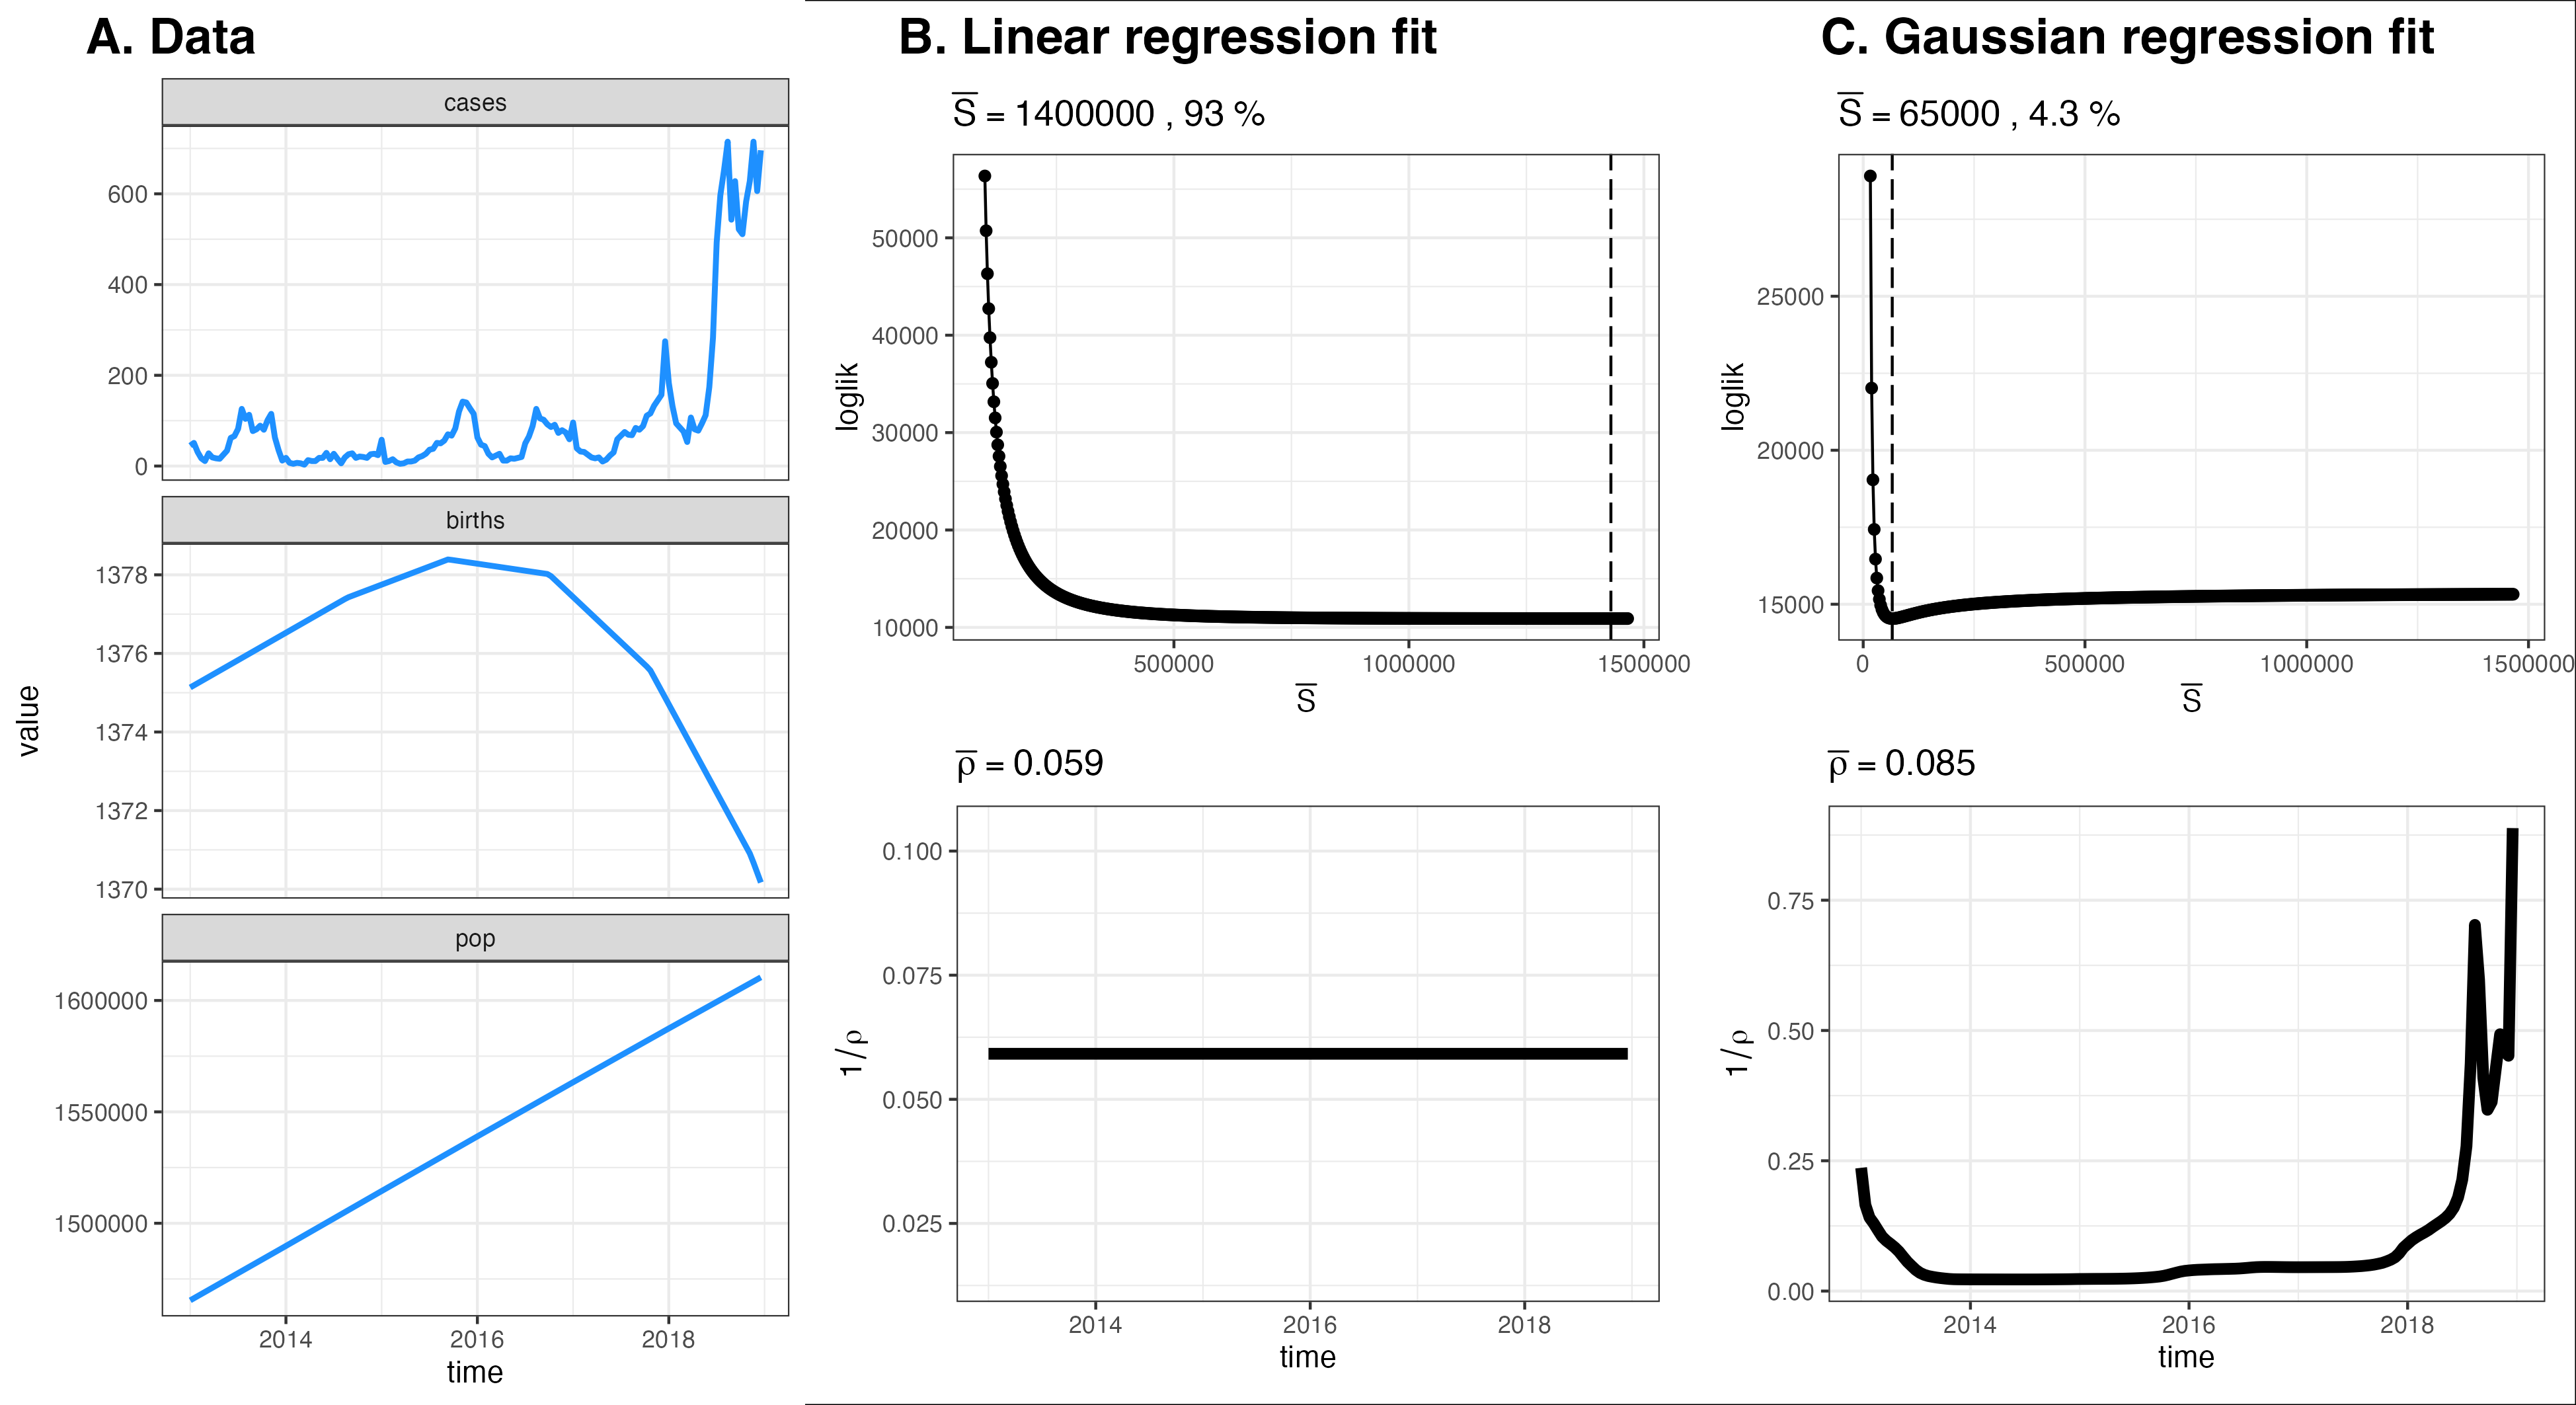 A. Data
cases
600
400
200
0
births
1378
1376
1374
1372
1370
pop
1600000
1550000
1500000
value
2014 2016 2018
time
B. Linear regression fit
S̅ = 1400000 , 93 %
50000
40000
30000
20000
10000
loglik
500000 1000000 1500000
S̅
ρ̅ = 0.059
0.100
0.075
0.050
0.025
1/ρ
2014 2016 2018
time
C. Gaussian regression fit
S̅ = 65000 , 4.3 %
25000
20000
15000
loglik
0 500000 1000000 1500000
S̅
ρ̅ = 0.085
0.75
0.50
0.25
0.00
1/ρ
2014 2016 2018
time